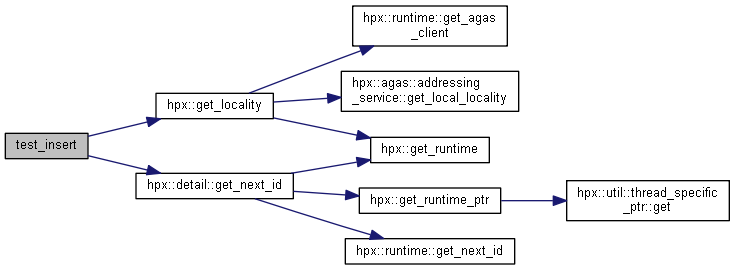 test_insert
hpx::get_locality
hpx::detail::get_next_id
hpx::runtime::get_agas
_client
hpx::agas::addressing
_service::get_local_locality
hpx::get_runtime
hpx::get_runtime_ptr
hpx::runtime::get_next_id
hpx::util::thread_specific
_ptr::get